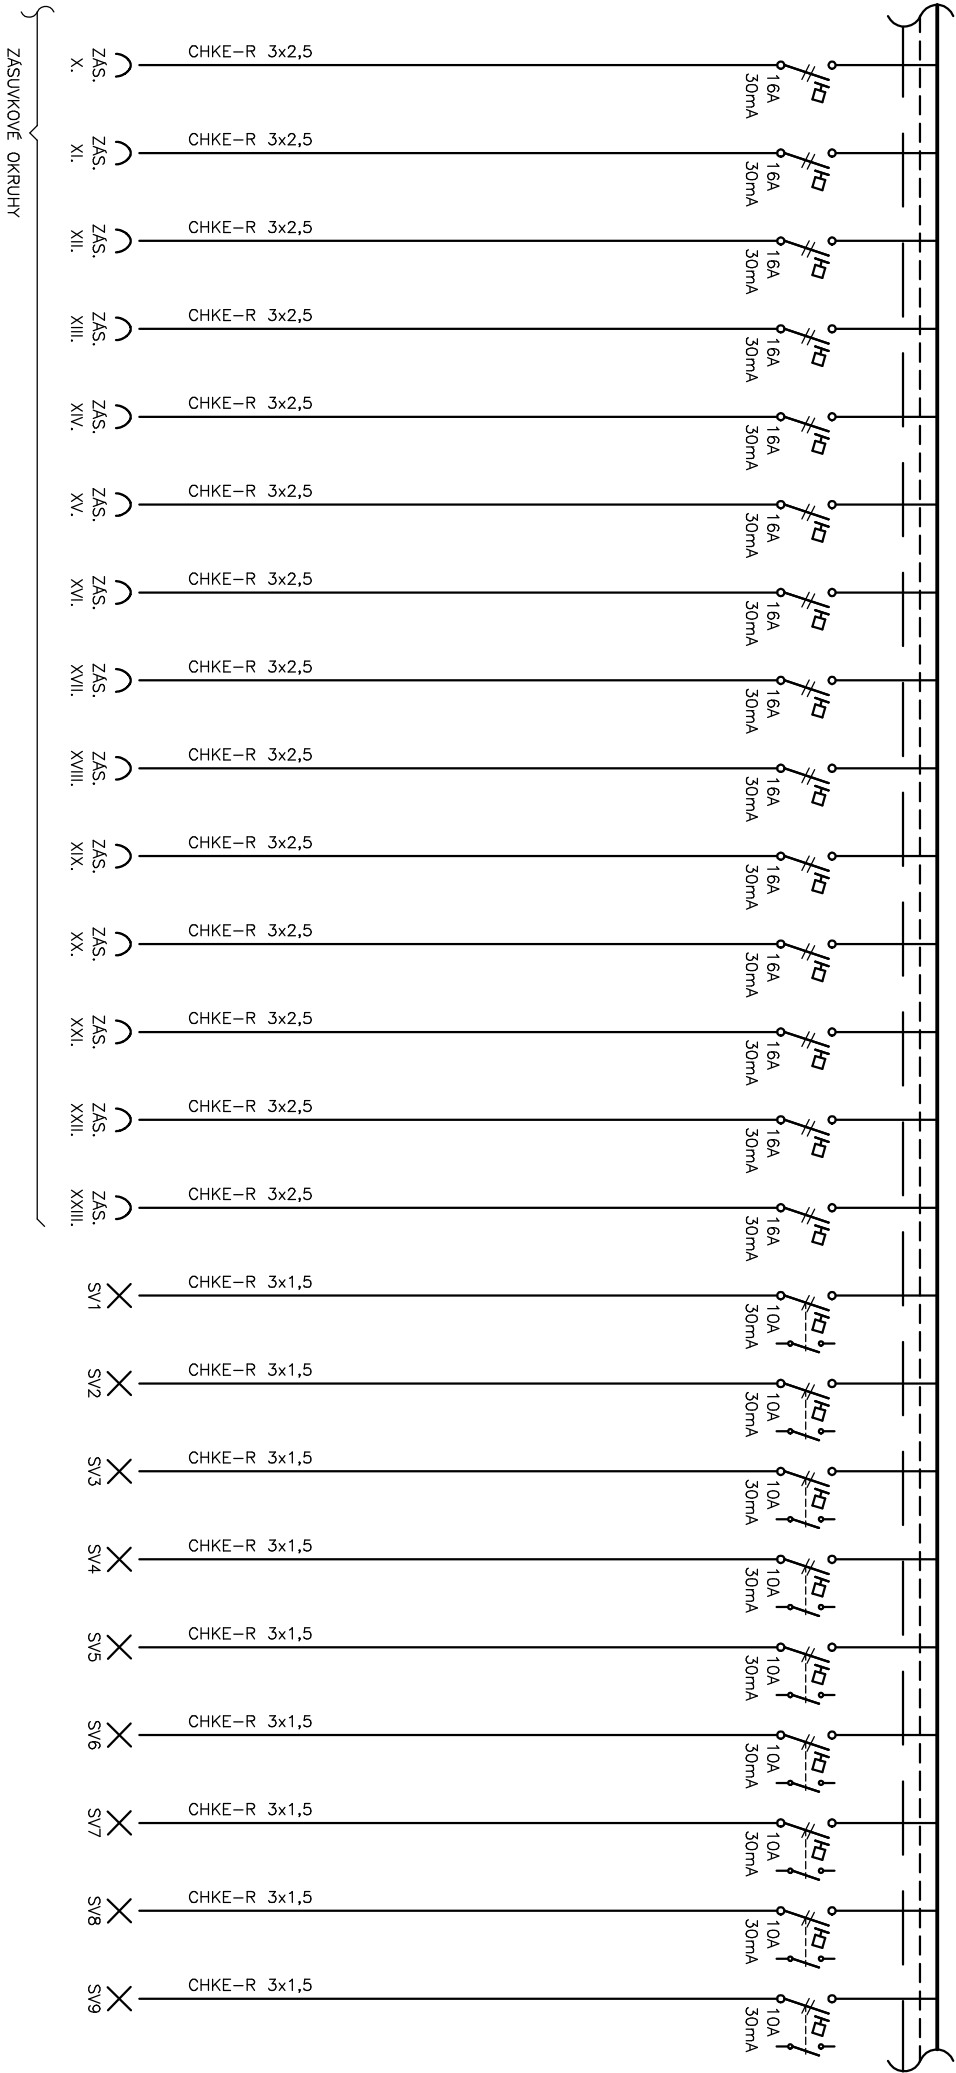 CHKE-R 3x2,5
16A
30mA
ZÁS.
X.
CHKE-R 3x2,5
16A
30mA
ZÁS.
XI.
CHKE-R 3x2,5
16A
30mA
ZÁS.
XII.
CHKE-R 3x2,5
16A
30mA
ZÁS.
XIII.
CHKE-R 3x2,5
16A
30mA
ZÁS.
XIV.
CHKE-R 3x2,5
16A
30mA
ZÁS.
XV.
CHKE-R 3x2,5
16A
30mA
ZÁS.
XVI.
CHKE-R 3x2,5
16A
30mA
ZÁS.
XVII.
CHKE-R 3x2,5
16A
30mA
ZÁS.
XVIII.
CHKE-R 3x2,5
16A
30mA
ZÁS.
XIX.
CHKE-R 3x2,5
16A
30mA
ZÁS.
XX.
CHKE-R 3x2,5
16A
30mA
ZÁS.
XXI.
CHKE-R 3x2,5
16A
30mA
ZÁS.
XXII.
CHKE-R 3x2,5
16A
30mA
ZÁS.
XXIII.
ZÁSUVKOVÉ OKRUHY
CHKE-R 3x1,5
10A
30mA
SV1
CHKE-R 3x1,5
10A
30mA
SV2
CHKE-R 3x1,5
10A
30mA
SV3
CHKE-R 3x1,5
10A
30mA
SV4
CHKE-R 3x1,5
10A
30mA
SV5
CHKE-R 3x1,5
10A
30mA
SV6
CHKE-R 3x1,5
10A
30mA
SV7
CHKE-R 3x1,5
10A
30mA
SV8
CHKE-R 3x1,5
10A
30mA
SV9